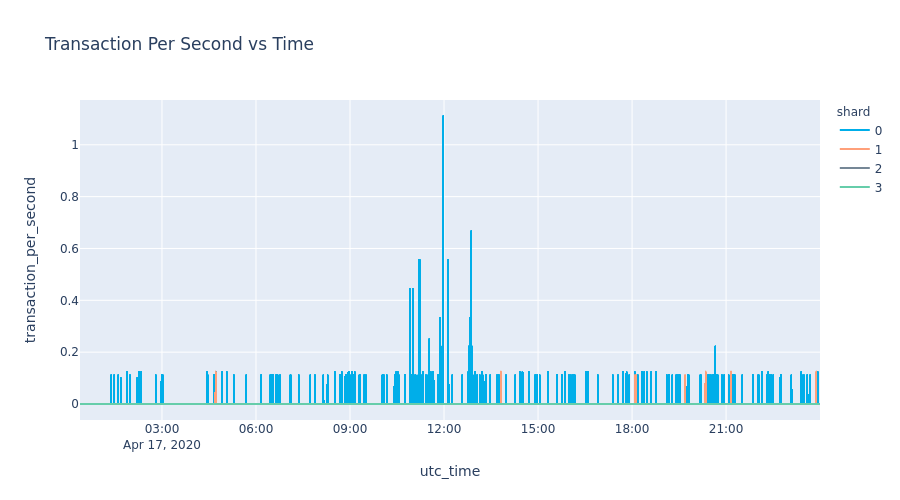 Transaction Per Second vs Time
shard
0
1
2
3
transaction_per_second
1
0.8
0.6
0.4
0.2
0
03:00 06:00 09:00 12:00 15:00 18:00 21:00
Apr 17, 2020
utc_time